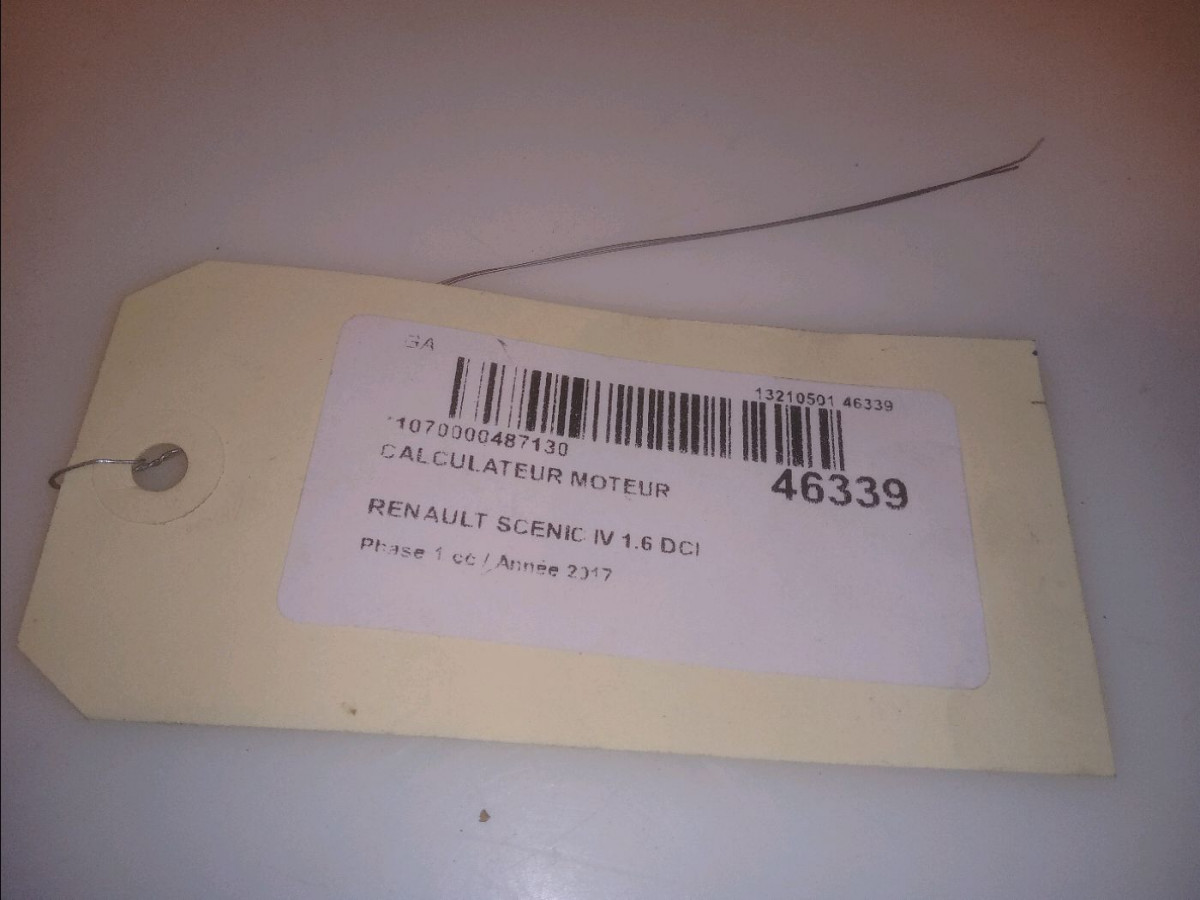 GA
13210501 46339
*1070000487130
CALCULATEUR MOTEUR
46339
RENAULT SCENIC IV 1.6 DCI
Phase 1 cc / Année 2017